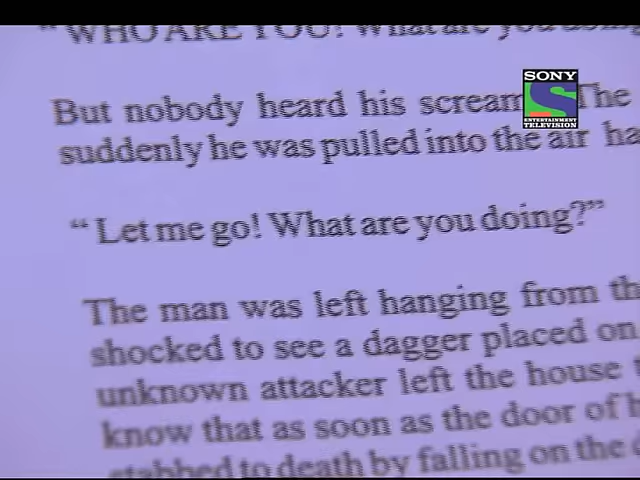 "WHO ARE YOU! What are you doing
But nobody heard his scream The
suddenly he was pulled into the air ha
"Let me go! What are you doing?"
The man was left hanging from th
shocked to see a dagger placed on
unknown attacker left the house
know that as soon as the door of
stabbed to death by falling on the
SONY
ENTERTAINMENT
TELEVISION